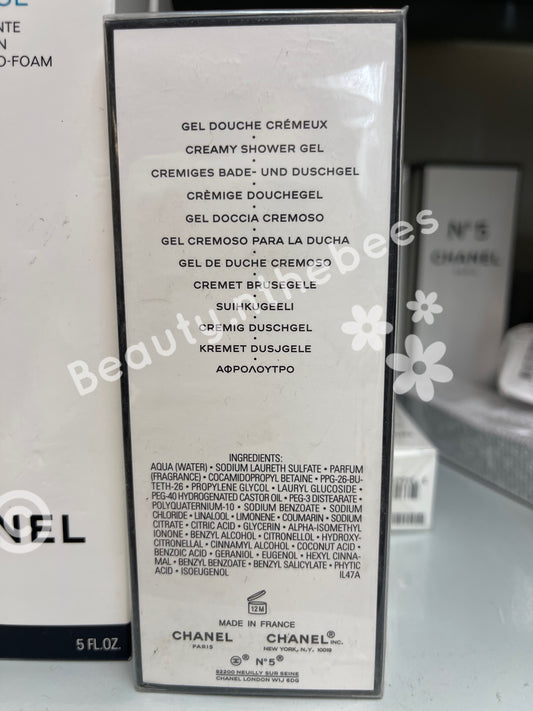 NTE
N
O-FOAM
NEL
5 FL.OZ.
GEL DOUCHE CRÉMEUX
CREAMY SHOWER GEL
CREMIGES BADE- UND DUSCHGEL
CRÈMIGE DOUCHEGEL
GEL DOCCIA CREMOSO
GEL CREMOSO PARA LA DUCHA
GEL DE DUCHE CREMOSO
CREMET BRUSEGELE
SUIHKUGEELI
CREMIG DUSCHGEL
KREMET DUSJGELE
ΑΦΡΟΛΟΥΤΡΟ
Beauty.nthebees
INGREDIENTS:
AQUA (WATER) • SODIUM LAURETH SULFATE • PARFUM
(FRAGRANCE) • COCAMIDOPROPYL BETAINE • PPG-26-BU-
TETH-26 • PROPYLENE GLYCOL • LAURYL GLUCOSIDE •
PEG-40 HYDROGENATED CASTOR OIL • PEG-3 DISTEARATE •
POLYQUATERNIUM-10 • SODIUM BENZOATE • SODIUM
CHLORIDE • LINALOOL • LIMONENE • COUMARIN • SODIUM
CITRATE • CITRIC ACID • GLYCERIN • ALPHA-ISOMETHYL
IONONE • BENZYL ALCOHOL • CITRONELLOL • HYDROXY-
CITRONELLAL • CINNAMYL ALCOHOL • COCONUT ACID •
BENZOIC ACID • GERANIOL • EUGENOL • HEXYL CINNA-
MAL • BENZYL BENZOATE • BENZYL SALICYLATE • PHYTIC
ACID • ISOEUGENOL IL47A
12 M
MADE IN FRANCE
CHANEL CHANEL® INC.
PARIS NEW YORK, N.Y. 10019
® N°5®
92200 NEUILLY SUR SEINE
CHANEL LONDON W1J 6DG
N°5
CHANEL